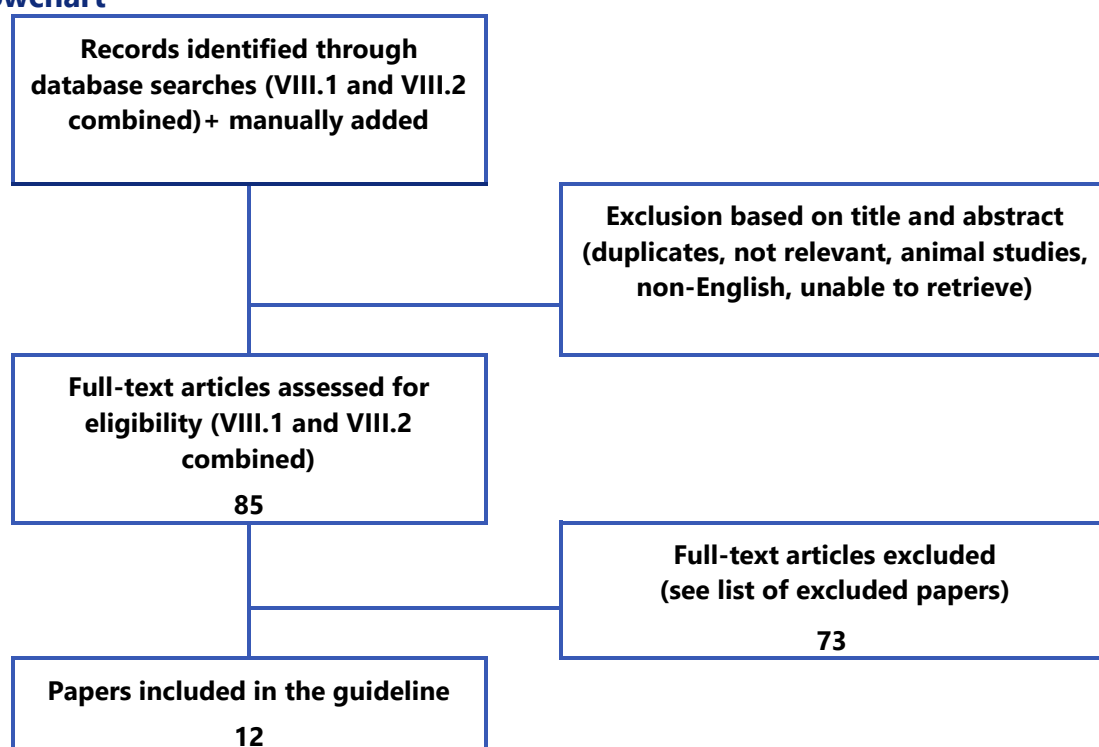 Records identified through
database searches (VIII.1 and VIII.2
combined)+ manually added
Exclusion based on title and abstract
(duplicates, not relevant, animal studies,
non-English, unable to retrieve)
Full-text articles assessed for
eligibility (VIII.1 and VIII.2
combined)
85
Full-text articles excluded
(see list of excluded papers)
73
Papers included in the guideline
12